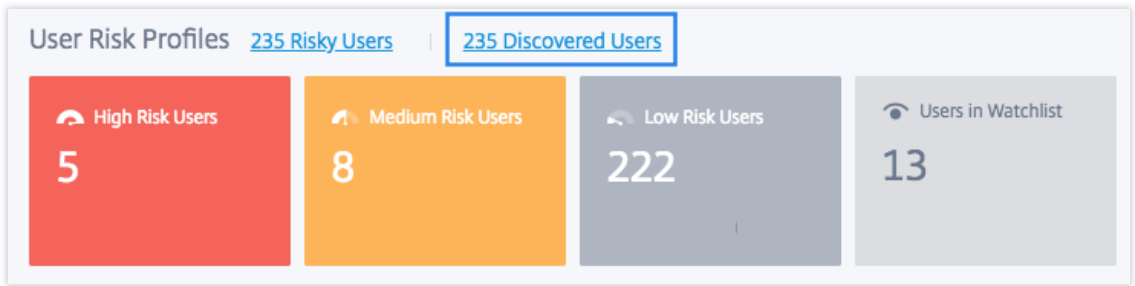 User Risk Profiles 235 Risky Users | 235 Discovered Users
High Risk Users
5
Medium Risk Users
8
Low Risk Users
222
Users in Watchlist
13